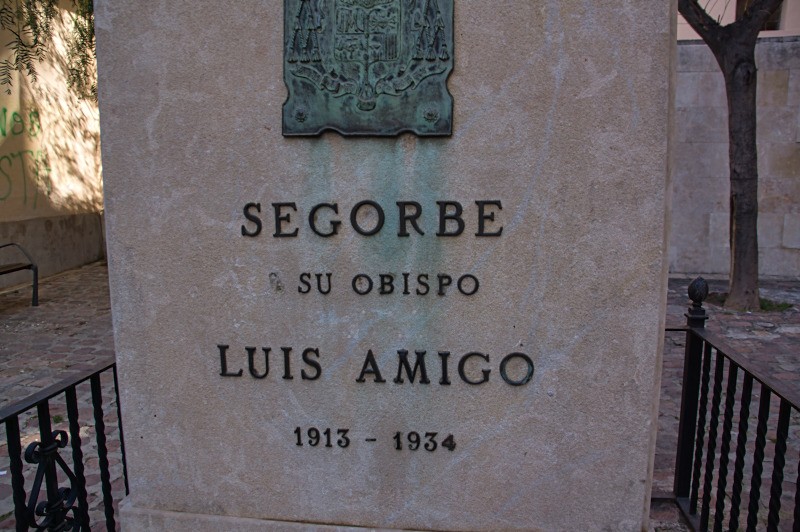 SEGORBE
SU OBISPO
LUIS AMIGO
1913 - 1934